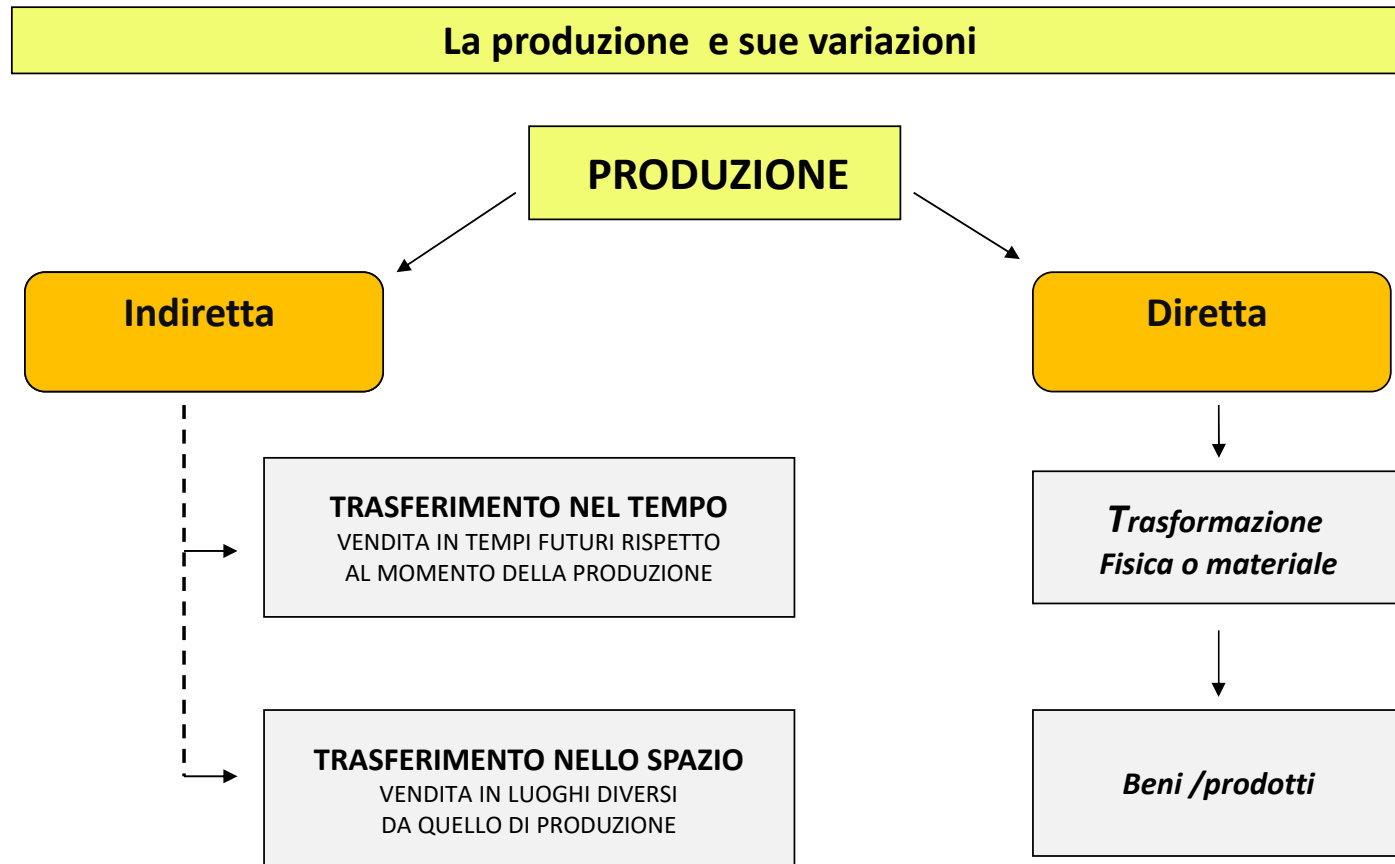 La produzione e sue variazioni
PRODUZIONE
Indiretta
Diretta
TRASFERIMENTO NEL TEMPO
VENDITA IN TEMPI FUTURI RISPETTO
AL MOMENTO DELLA PRODUZIONE
Trasformazione
Fisica o materiale
TRASFERIMENTO NELLO SPAZIO
VENDITA IN LUOGHI DIVERSI
DA QUELLO DI PRODUZIONE
Beni /prodotti